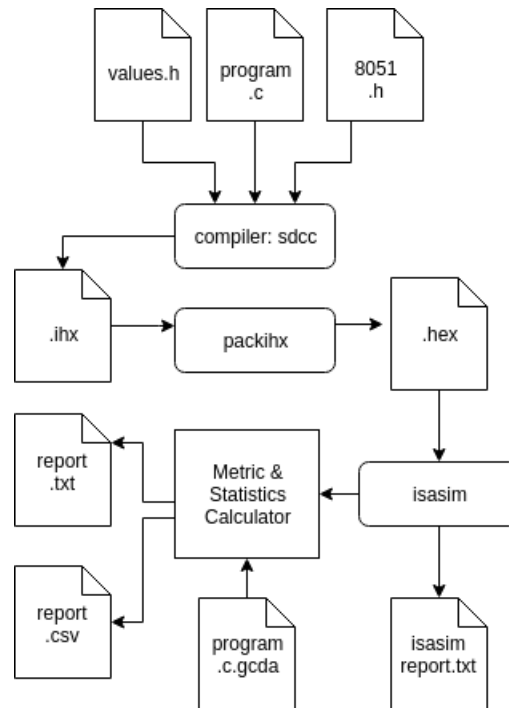 values.h
program
.c
8051
.h
compiler: sdcc
.ihx
packihx
.hex
report
.txt
Metric &
Statistics
Calculator
isasim
report
.csv
program
.c.gcda
isasim
report.txt